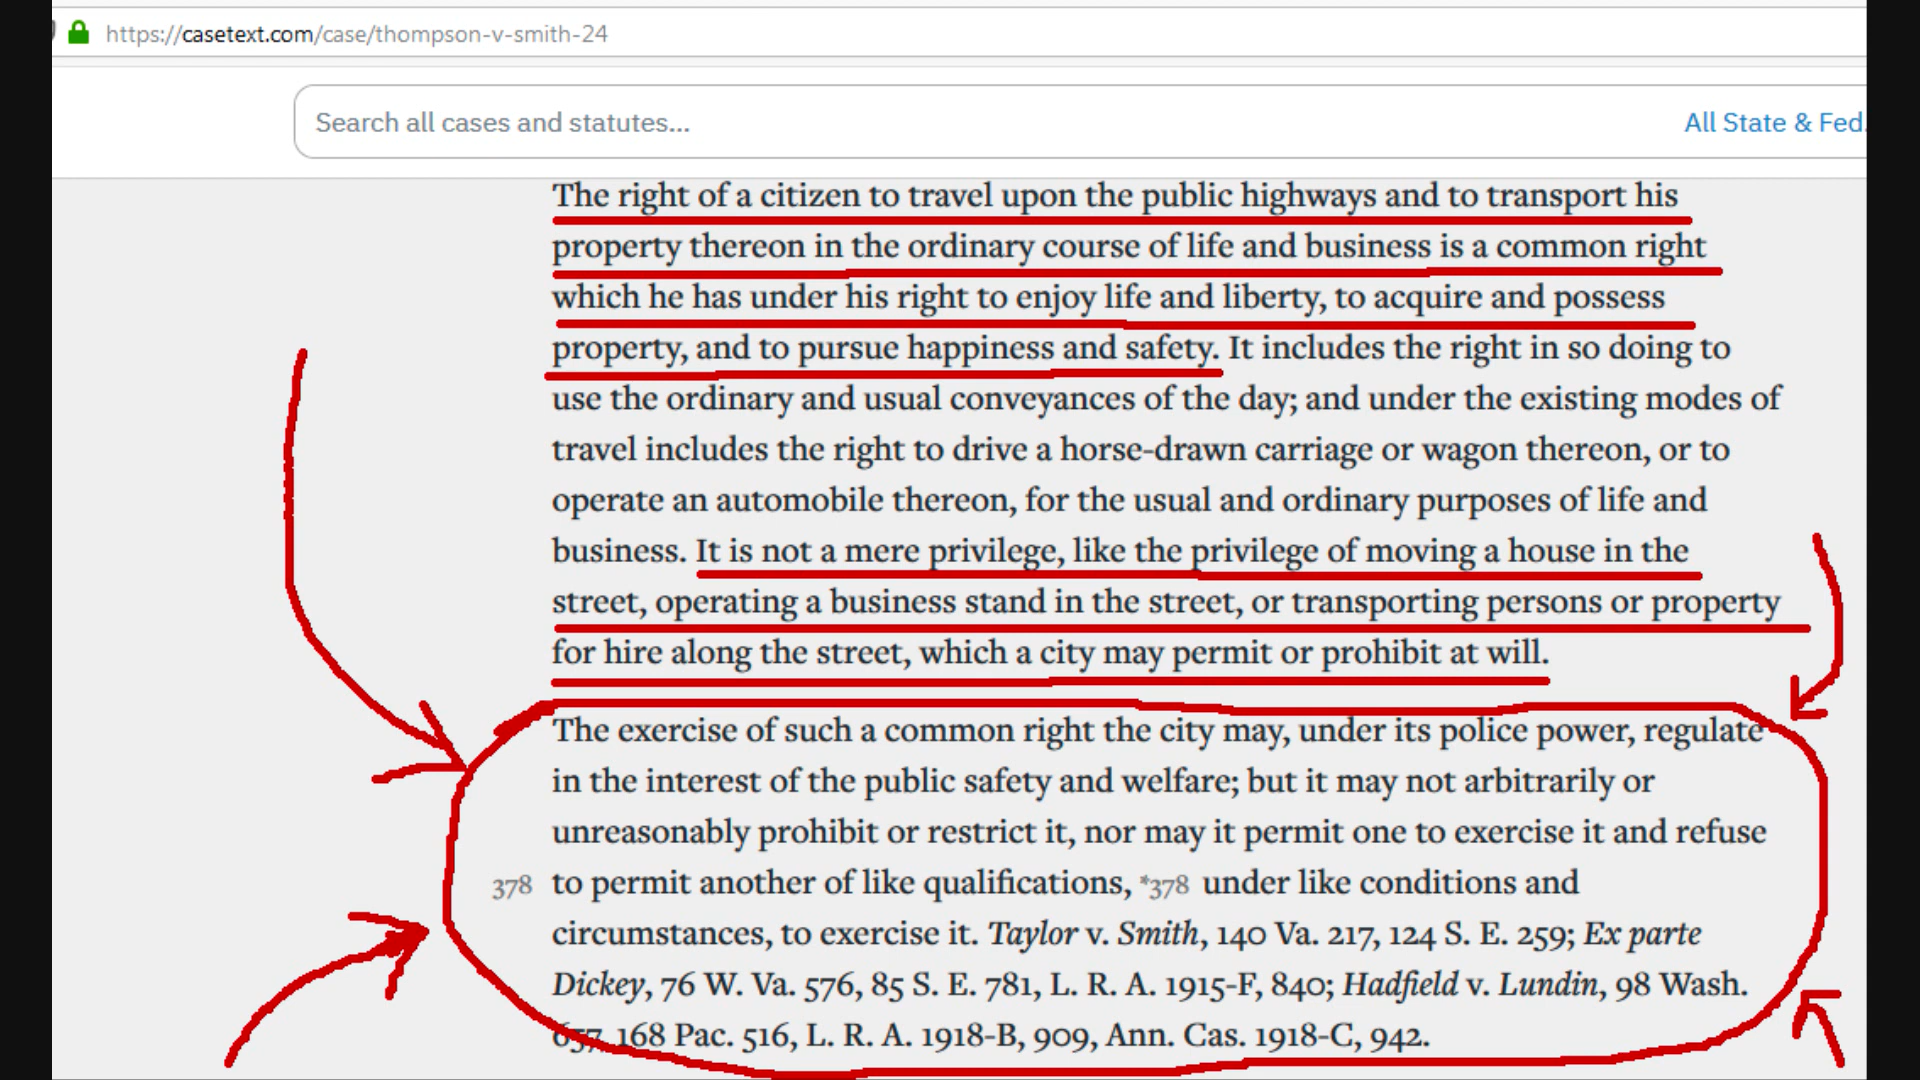 https://casetext.com/case/thompson-v-smith-24
Search all cases and statutes...
All State & Fed.
The right of a citizen to travel upon the public highways and to transport his
property thereon in the ordinary course of life and business is a common right
which he has under his right to enjoy life and liberty, to acquire and possess
property, and to pursue happiness and safety. It includes the right in so doing to
use the ordinary and usual conveyances of the day; and under the existing modes of
travel includes the right to drive a horse-drawn carriage or wagon thereon, or to
operate an automobile thereon, for the usual and ordinary purposes of life and
business. It is not a mere privilege, like the privilege of moving a house in the
street, operating a business stand in the street, or transporting persons or property
for hire along the street, which a city may permit or prohibit at will.
The exercise of such a common right the city may, under its police power, regulate
in the interest of the public safety and welfare; but it may not arbitrarily or
unreasonably prohibit or restrict it, nor may it permit one to exercise it and refuse
378 to permit another of like qualifications, *378 under like conditions and
circumstances, to exercise it. Taylor v. Smith, 140 Va. 217, 124 S. E. 259; Ex parte
Dickey, 76 W. Va. 576, 85 S. E. 781, L. R. A. 1915-F, 840; Hadfield v. Lundin, 98 Wash.
657, 168 Pac. 516, L. R. A. 1918-B, 909, Ann. Cas. 1918-C, 942.